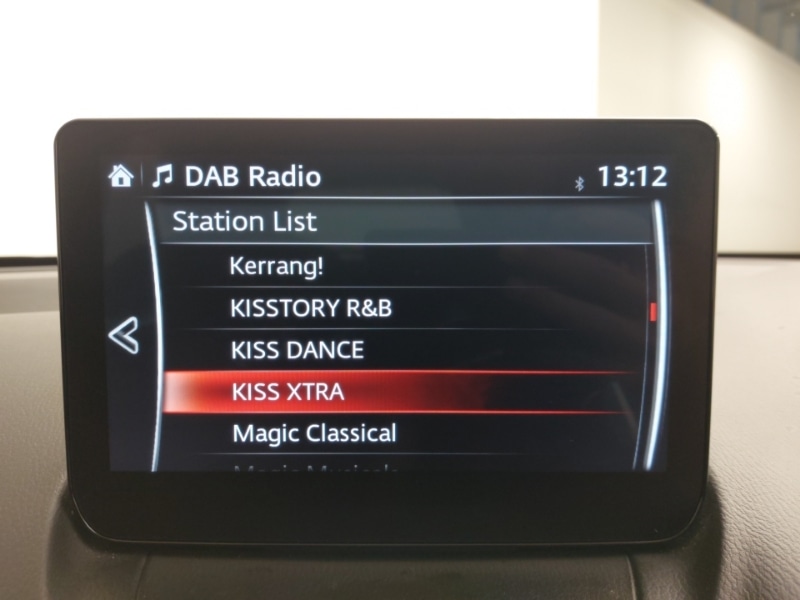 DAB Radio 13:12
Station List
Kerrang!
KISSTORY R&B
KISS DANCE
KISS XTRA
Magic Classical